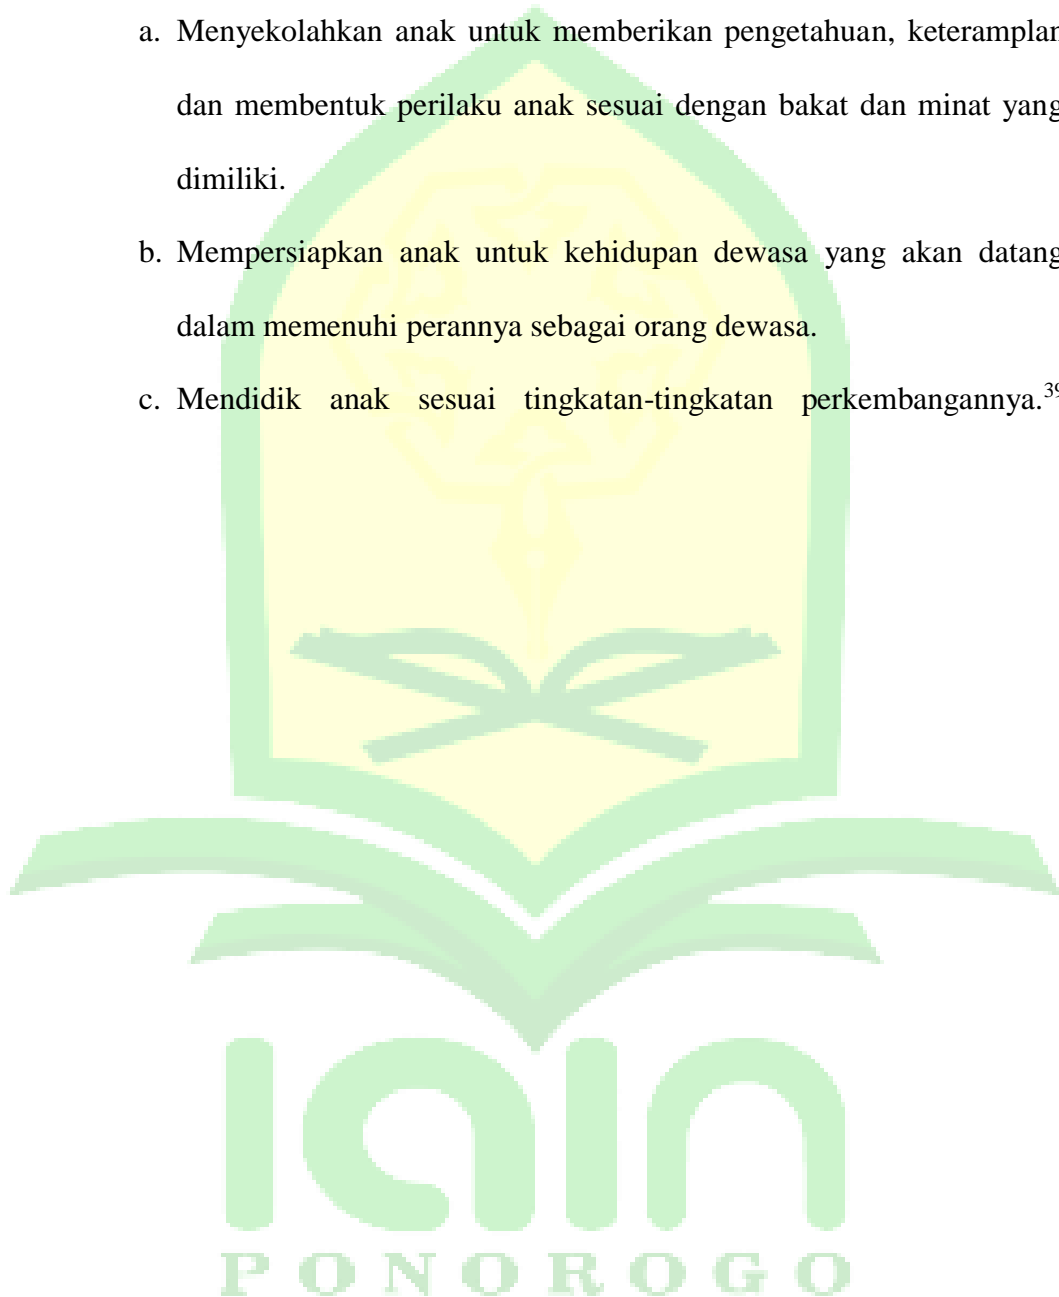 a. Menyekolahkan anak untuk memberikan pengetahuan, keteramplan
dan membentuk perilaku anak sesuai dengan bakat dan minat yang
dimiliki.
b. Mempersiapkan anak untuk kehidupan dewasa yang akan datang
dalam memenuhi perannya sebagai orang dewasa.
c. Mendidik anak sesuai tingkatan-tingkatan perkembangannya.39
iain
PONOROGO